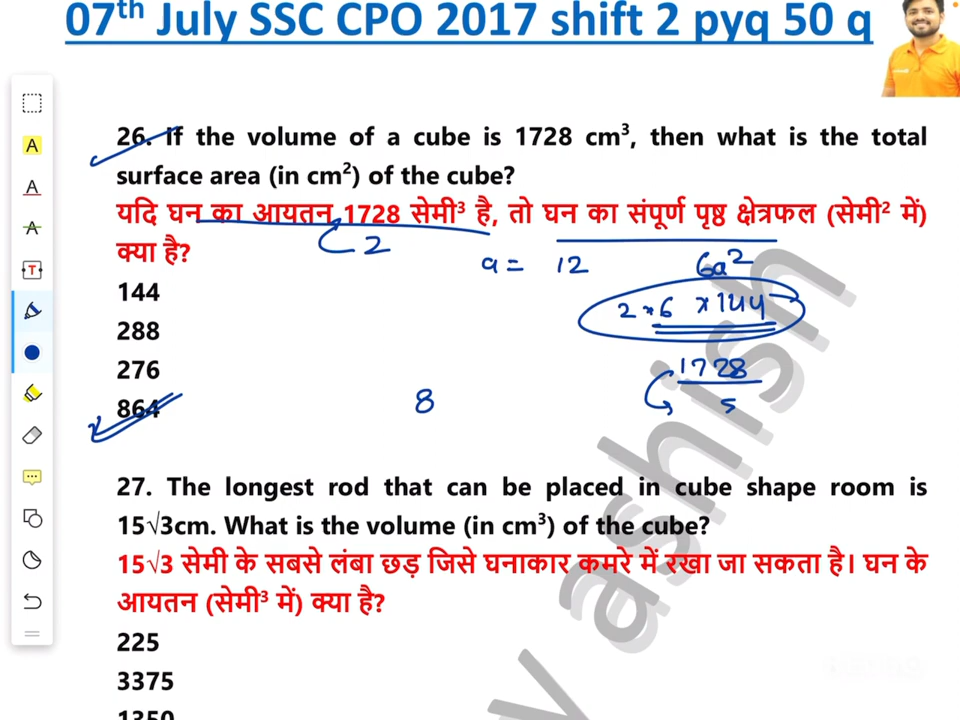 07th July SSC CPO 2017 shift 2 pyq 50 q
26. If the volume of a cube is 1728 cm³, then what is the total
surface area (in cm²) of the cube?
यदि घन का आयतन 1728 सेमी³ है, तो घन का संपूर्ण पृष्ठ क्षेत्रफल (सेमी² में)
क्या है?
2
a = 12 6a²
144
2 × 6 × 144
288
276
1728
864
8
5
27. The longest rod that can be placed in cube shape room is
15√3cm. What is the volume (in cm³) of the cube?
15√3 सेमी के सबसे लंबा छड़ जिसे घनाकार कमरे में रखा जा सकता है। घन के
आयतन (सेमी³ में) क्या है?
225
3375
1350
y ashish